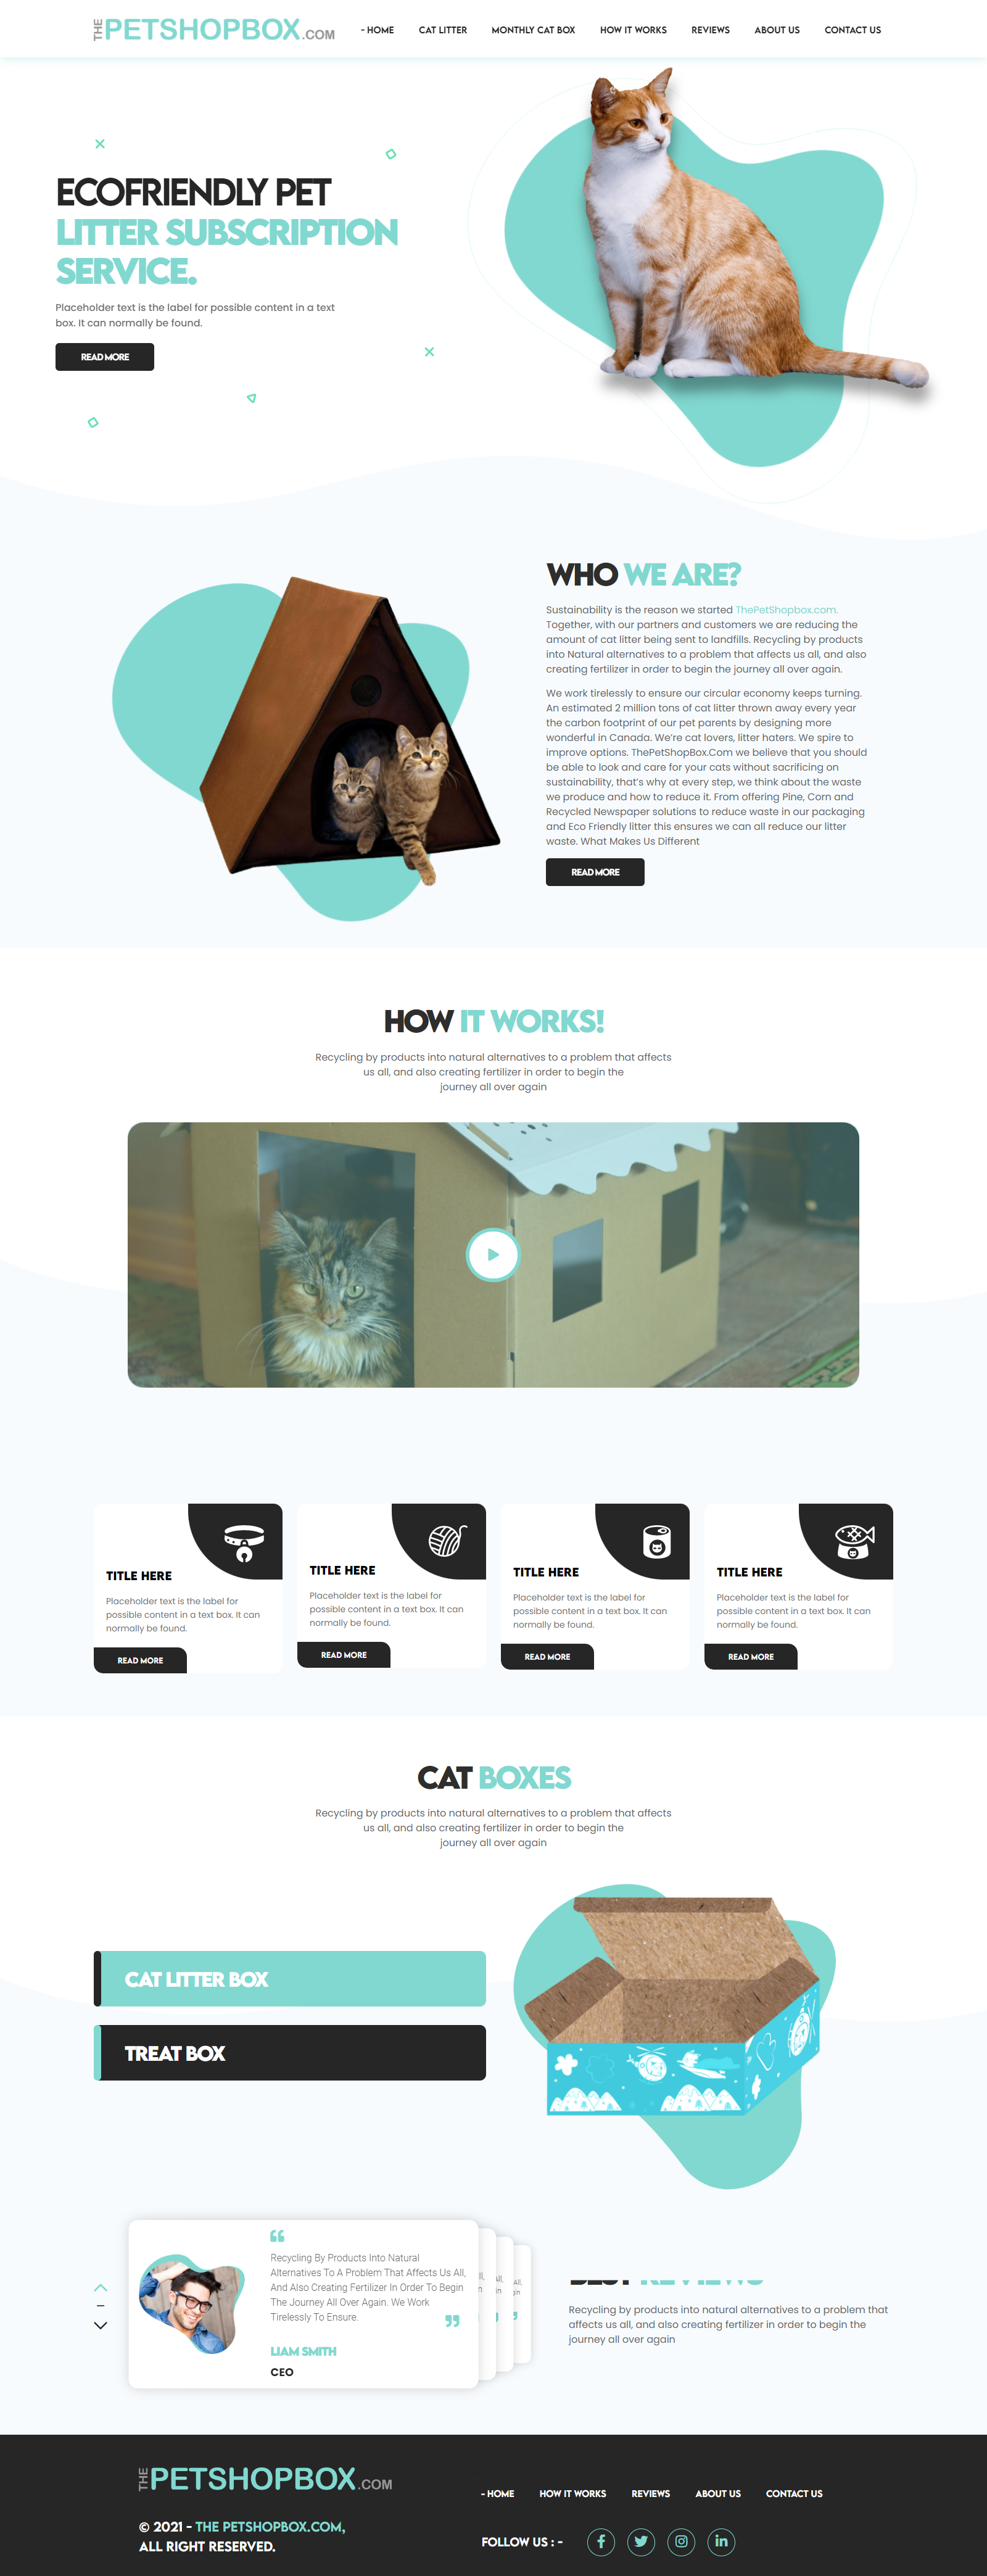 THE PETSHOPBOX.COM
- HOME
CAT LITTER
MONTHLY CAT BOX
HOW IT WORKS
REVIEWS
ABOUT US
CONTACT US
ECOFRIENDLY PET
LITTER SUBSCRIPTION
SERVICE.
Placeholder text is the label for possible content in a text
box. It can normally be found.
READ MORE
WHO WE ARE?
Sustainability is the reason we started ThePetShopbox.com.
Together, with our partners and customers we are reducing the
amount of cat litter being sent to landfills. Recycling by products
into Natural alternatives to a problem that affects us all, and also
creating fertilizer in order to begin the journey all over again.
We work tirelessly to ensure our circular economy keeps turning.
An estimated 2 million tons of cat litter thrown away every year
the carbon footprint of our pet parents by designing more
wonderful in Canada. We're cat lovers, litter haters. We spire to
improve options. ThePetShopBox.Com we believe that you should
be able to look and care for your cats without sacrificing on
sustainability, that's why at every step, we think about the waste
we produce and how to reduce it. From offering Pine, Corn and
Recycled Newspaper solutions to reduce waste in our packaging
and Eco Friendly litter this ensures we can all reduce our litter
waste. What Makes Us Different
READ MORE
HOW IT WORKS!
Recycling by products into natural alternatives to a problem that affects
us all, and also creating fertilizer in order to begin the
journey all over again
TITLE HERE
Placeholder text is the label for
possible content in a text box. It can
normally be found.
READ MORE
TITLE HERE
Placeholder text is the label for
possible content in a text box. It can
normally be found.
READ MORE
TITLE HERE
Placeholder text is the label for
possible content in a text box. It can
normally be found.
READ MORE
TITLE HERE
Placeholder text is the label for
possible content in a text box. It can
normally be found.
READ MORE
CAT BOXES
Recycling by products into natural alternatives to a problem that affects
us all, and also creating fertilizer in order to begin the
journey all over again
CAT LITTER BOX
TREAT BOX
Recycling By Products Into Natural
Alternatives To A Problem That Affects Us All,
And Also Creating Fertilizer In Order To Begin
The Journey All Over Again. We Work
Tirelessly To Ensure.
LIAM SMITH
CEO
BEST REVIEWS
Recycling by products into natural alternatives to a problem that
affects us all, and also creating fertilizer in order to begin the
journey all over again
THE PETSHOPBOX.COM
© 2021 - THE PETSHOPBOX.COM,
ALL RIGHT RESERVED.
- HOME
HOW IT WORKS
REVIEWS
ABOUT US
CONTACT US
FOLLOW US : -